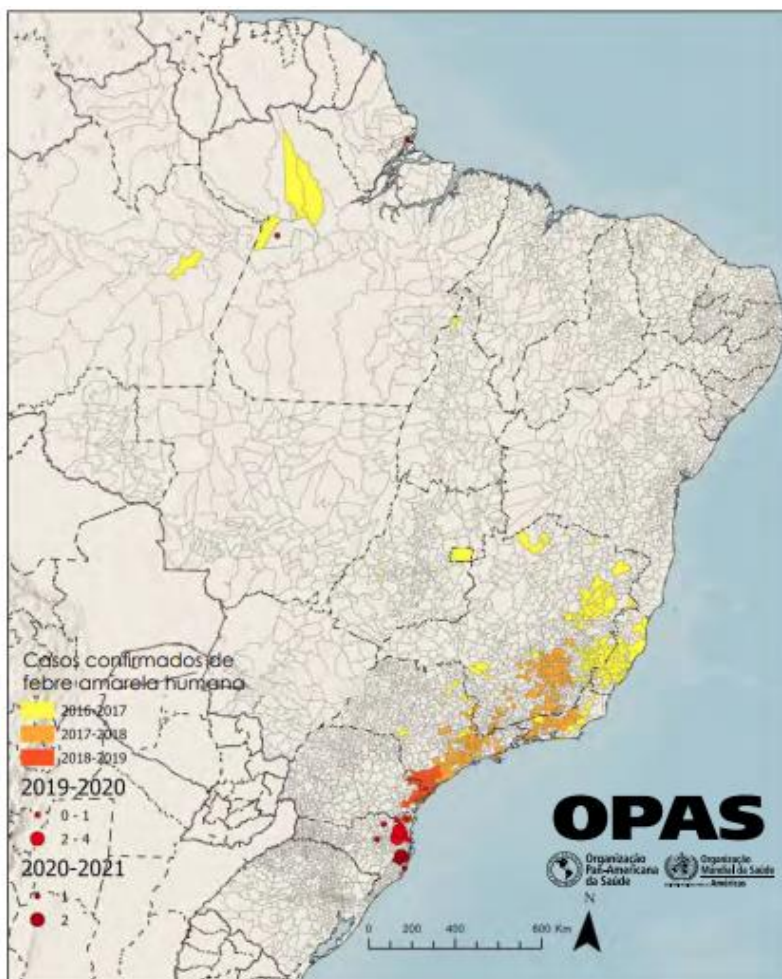 Casos confirmados de
febre amarela humana
2016-2017
2017-2018
2018-2019
2019-2020
0 - 1
2 - 4
2020-2021
1
2
OPAS
Organização
Pan-Americana
da Saúde
Organização
Mundial da Saúde
Américas
N
0 200 400 600 Km